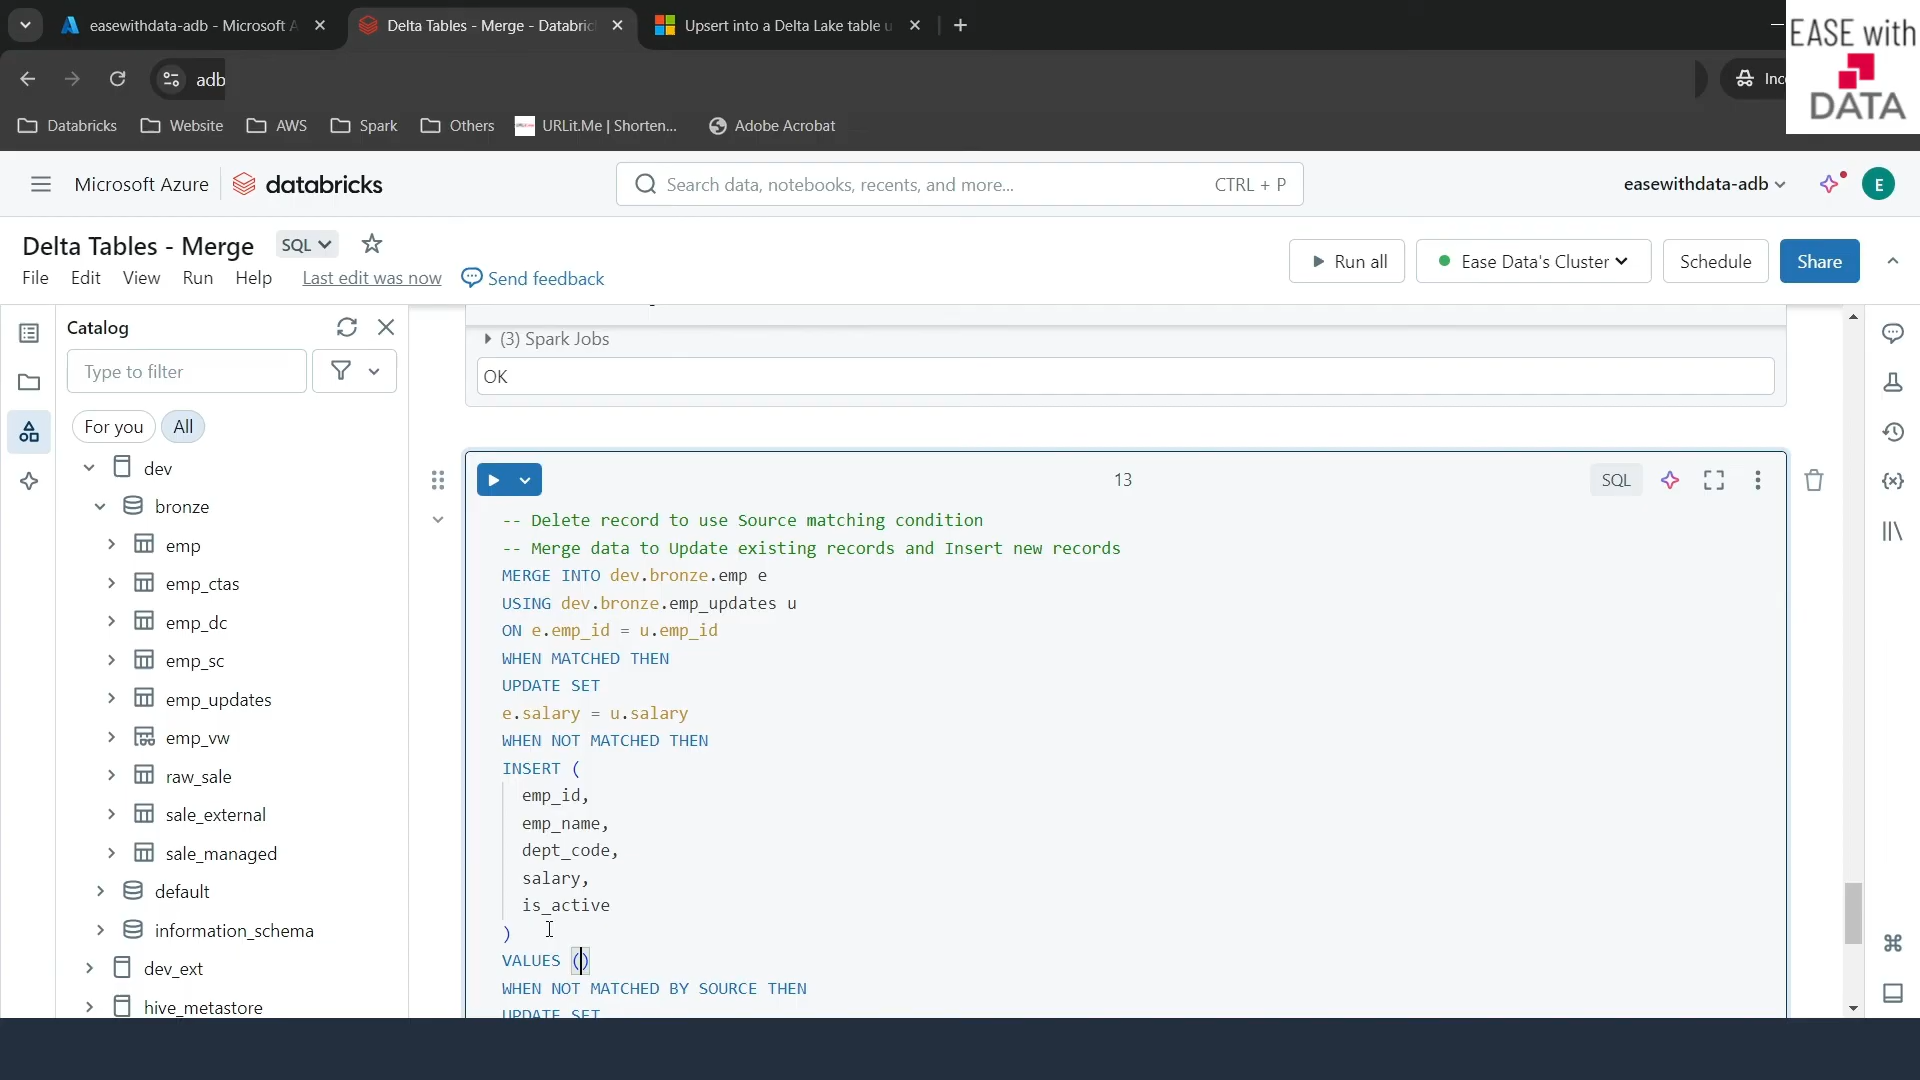 easewithdata-adb - Microsoft A
Delta Tables - Merge - Databric
Upsert into a Delta Lake table u
EASE with
DATA
adb
Inc
Databricks
Website
AWS
Spark
Others
URLit.Me | Shorten...
Adobe Acrobat
Microsoft Azure
databricks
Search data, notebooks, recents, and more...
CTRL + P
easewithdata-adb
E
Delta Tables - Merge
SQL
File
Edit
View
Run
Help
Last edit was now
Send feedback
Run all
Ease Data's Cluster
Schedule
Share
Catalog
Type to filter
For you
All
dev
bronze
emp
emp_ctas
emp_dc
emp_sc
emp_updates
emp_vw
raw_sale
sale_external
sale_managed
default
information_schema
dev_ext
hive_metastore
(3) Spark Jobs
OK
13
SQL
-- Delete record to use Source matching condition
-- Merge data to Update existing records and Insert new records
MERGE INTO dev.bronze.emp e
USING dev.bronze.emp_updates u
ON e.emp_id = u.emp_id
WHEN MATCHED THEN
UPDATE SET
e.salary = u.salary
WHEN NOT MATCHED THEN
INSERT (
emp_id,
emp_name,
dept_code,
salary,
is_active
)
VALUES ()
WHEN NOT MATCHED BY SOURCE THEN
UPDATE SET